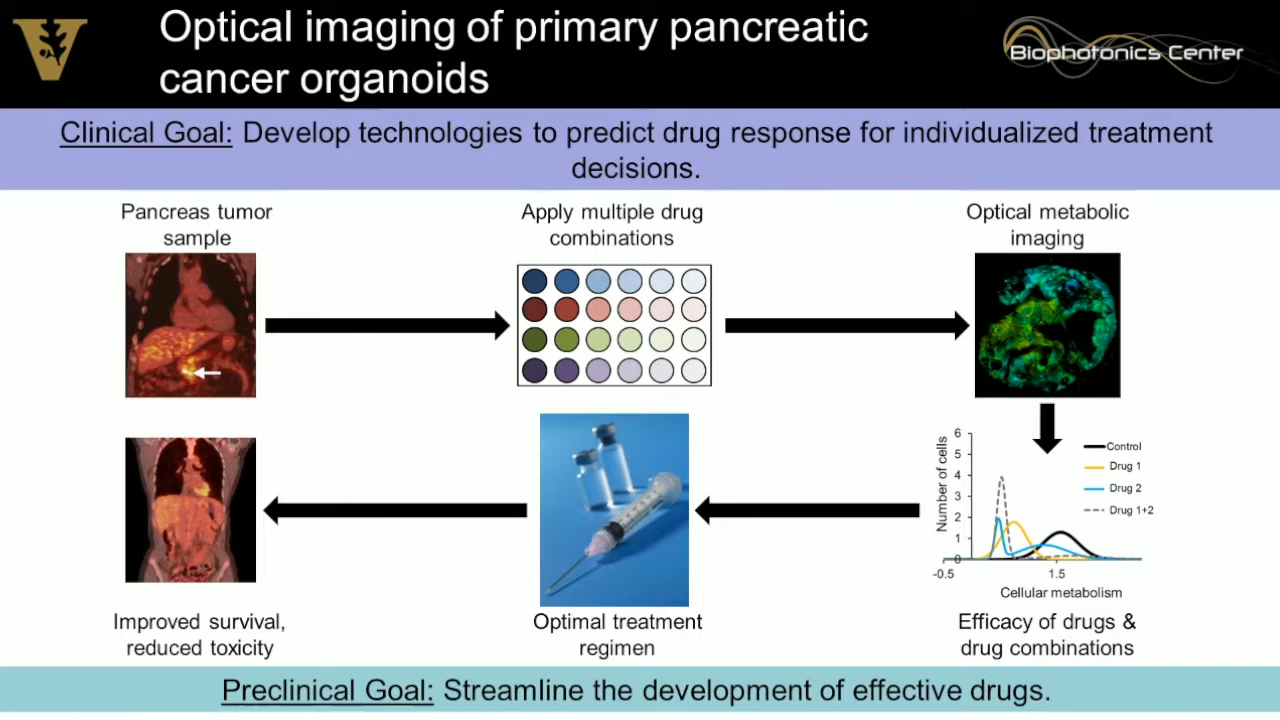 Optical imaging of primary pancreatic
cancer organoids
Biophotonics Center
Clinical Goal: Develop technologies to predict drug response for individualized treatment
decisions.
Pancreas tumor
sample
Apply multiple drug
combinations
Optical metabolic
imaging
Number of cells
6
5
4
3
2
1
0
-0.5
1.5
Cellular metabolism
Control
Drug 1
Drug 2
Drug 1+2
Improved survival,
reduced toxicity
Optimal treatment
regimen
Efficacy of drugs &
drug combinations
Preclinical Goal: Streamline the development of effective drugs.